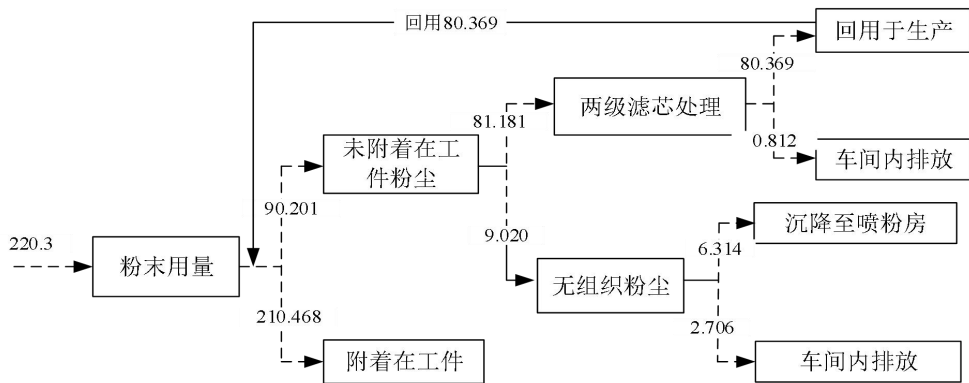 回用80.369
回用于生产
80.369
两级滤芯处理
81.181
0.812
车间内排放
未附着在工
件粉尘
90.201
9.020
沉降至喷粉房
6.314
220.3
粉末用量
无组织粉尘
210.468
2.706
附着在工件
车间内排放